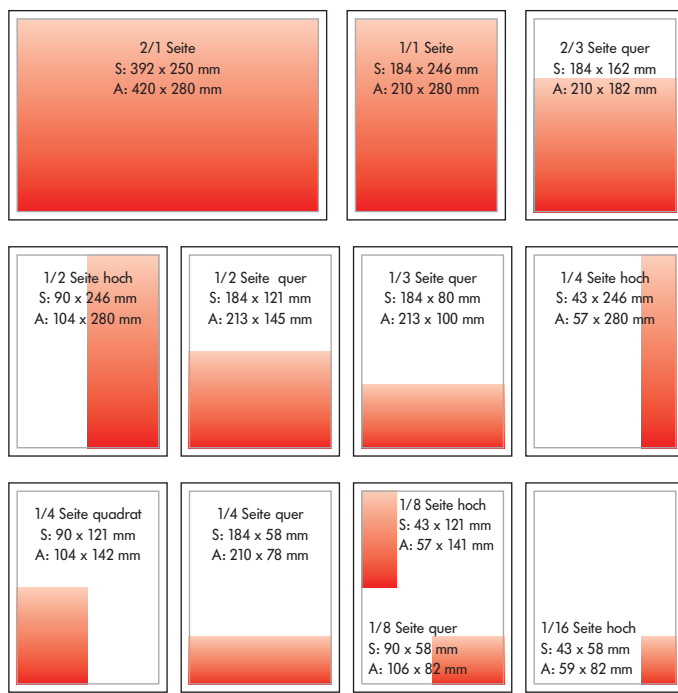 2/1 Seite
S: 392 x 250 mm
A: 420 x 280 mm
1/1 Seite
S: 184 x 246 mm
A: 210 x 280 mm
2/3 Seite quer
S: 184 x 162 mm
A: 210 x 182 mm
1/2 Seite hoch
S: 90 x 246 mm
A: 104 x 280 mm
1/2 Seite quer
S: 184 x 121 mm
A: 213 x 145 mm
1/3 Seite quer
S: 184 x 80 mm
A: 213 x 100 mm
1/4 Seite hoch
S: 43 x 246 mm
A: 57 x 280 mm
1/4 Seite quadrat
S: 90 x 121 mm
A: 104 x 142 mm
1/4 Seite quer
S: 184 x 58 mm
A: 210 x 78 mm
1/8 Seite hoch
S: 43 x 121 mm
A: 57 x 141 mm
1/8 Seite quer
S: 90 x 58 mm
A: 106 x 82 mm
1/16 Seite hoch
S: 43 x 58 mm
A: 59 x 82 mm